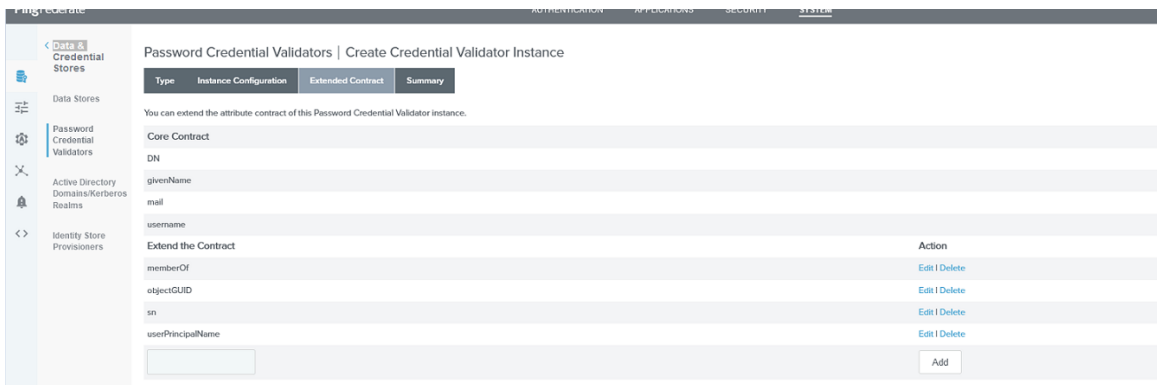 PingFederate
AUTHENTICATION APPLICATIONS SECURITY SYSTEM
Data &
Credential
Stores
Data Stores
Password
Credential
Validators
Active Directory
Domains/Kerberos
Realms
Identity Store
Provisioners
Password Credential Validators | Create Credential Validator Instance
Type Instance Configuration Extended Contract Summary
You can extend the attribute contract of this Password Credential Validator instance.
Core Contract
DN
givenName
mail
username
Extend the Contract Action
memberOf Edit | Delete
objectGUID Edit | Delete
sn Edit | Delete
userPrincipalName Edit | Delete
Add